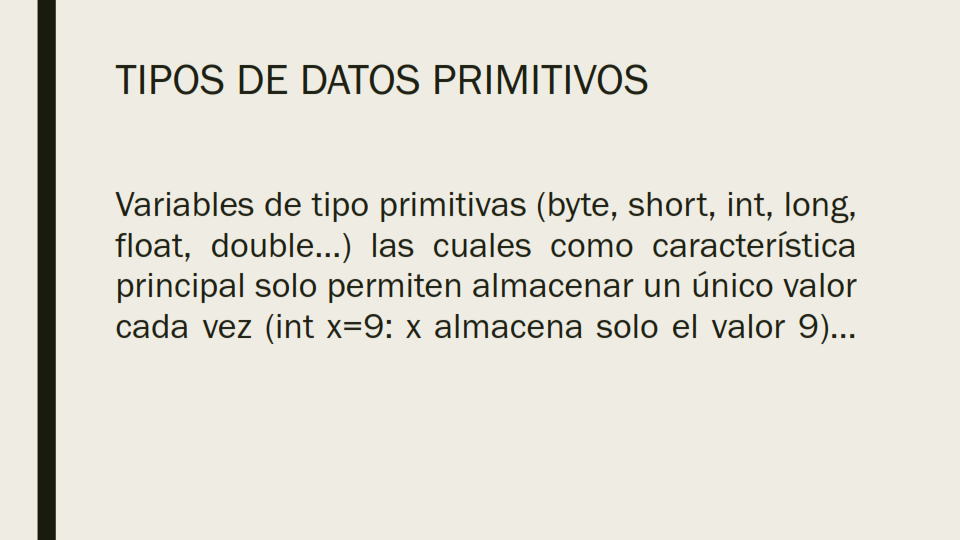 TIPOS DE DATOS PRIMITIVOS
Variables de tipo primitivas (byte, short, int, long,
float, double...) las cuales como característica
principal solo permiten almacenar un único valor
cada vez (int x=9: x almacena solo el valor 9)...